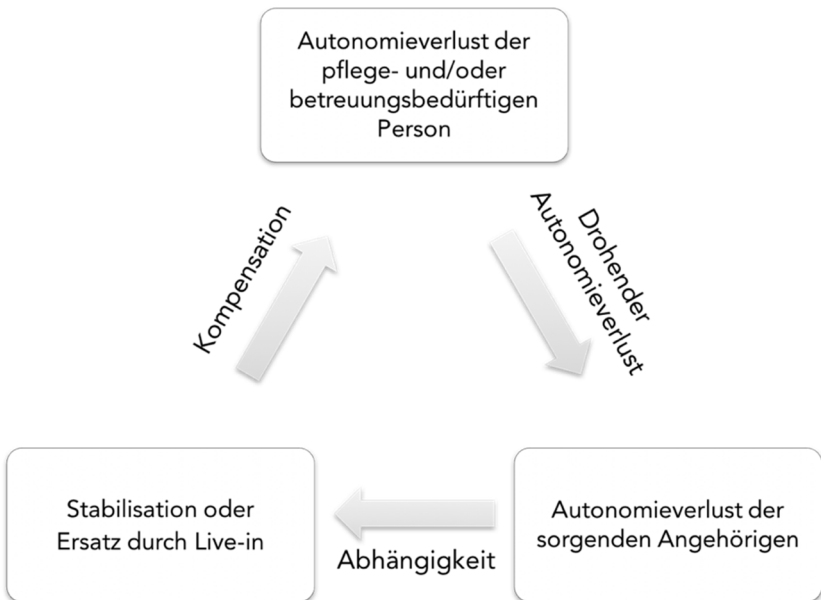 Autonomieverlust der
pflege- und/oder
betreuungsbedürftigen
Person
Kompensation
Drohender
Autonomieverlust
Stabilisation oder
Ersatz durch Live-in
Abhängigkeit
Autonomieverlust der
sorgenden Angehörigen